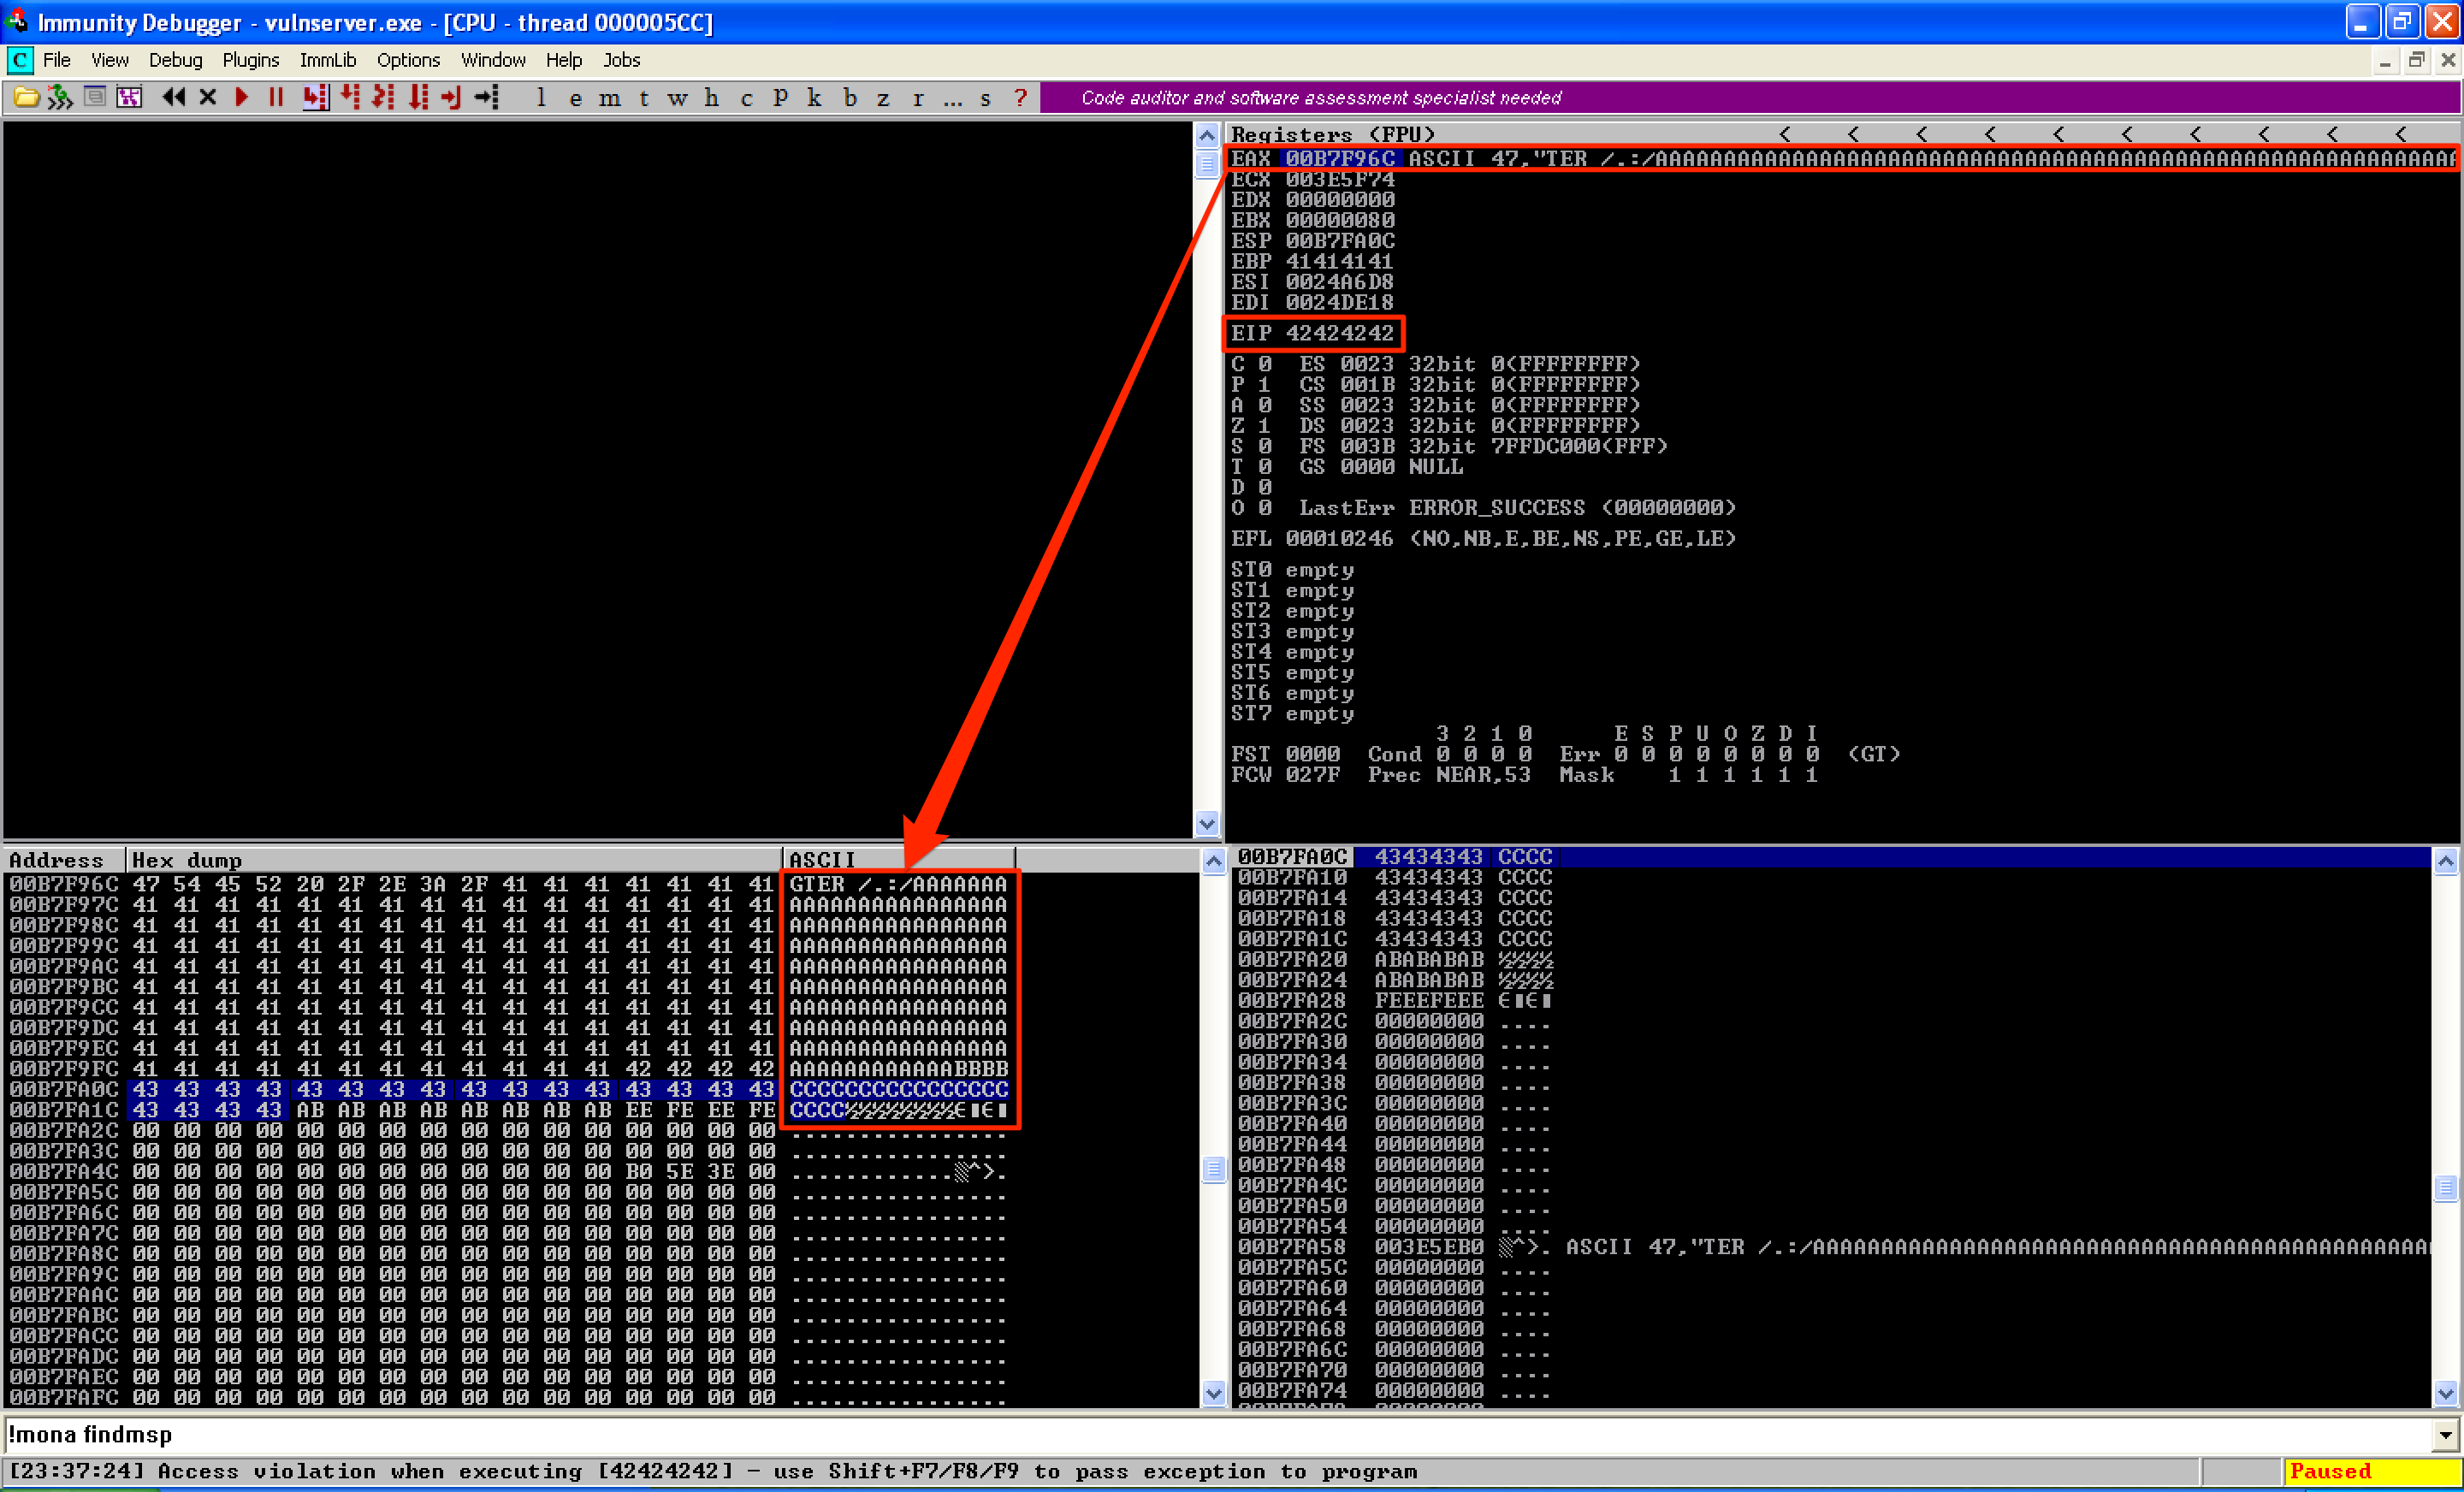 Immunity Debugger - vulnserver.exe - [CPU - thread 000005CC]
C File View Debug Plugins ImmLib Options Window Help Jobs
l e m t w h c P k b z r ... s ? Code auditor and software assessment specialist needed
Registers (FPU) < < < < < < < < < <
EAX 00B7F96C ASCII 47,"TER /.:/AAAAAAAAAAAAAAAAAAAAAAAAAAAAAAAAAAAAAAAAAAAAAAAAAAAAAAAAAAA
ECX 003E5F74
EDX 00000000
EBX 00000080
ESP 00B7FA0C
EBP 41414141
ESI 0024A6D8
EDI 0024DE18
EIP 42424242
C 0 ES 0023 32bit 0(FFFFFFFF)
P 1 CS 001B 32bit 0(FFFFFFFF)
A 0 SS 0023 32bit 0(FFFFFFFF)
Z 1 DS 0023 32bit 0(FFFFFFFF)
S 0 FS 003B 32bit 7FFDC000(FFF)
T 0 GS 0000 NULL
D 0
O 0 LastErr ERROR_SUCCESS (00000000)
EFL 00010246 (NO,NB,E,BE,NS,PE,GE,LE)
ST0 empty
ST1 empty
ST2 empty
ST3 empty
ST4 empty
ST5 empty
ST6 empty
ST7 empty
3 2 1 0 E S P U O Z D I
FST 0000 Cond 0 0 0 0 Err 0 0 0 0 0 0 0 0 (GT)
FCW 027F Prec NEAR,53 Mask 1 1 1 1 1 1
Address Hex dump ASCII
00B7F96C 47 54 45 52 20 2F 2E 3A 2F 41 41 41 41 41 41 41 GTER /.:/AAAAAAA
00B7F97C 41 41 41 41 41 41 41 41 41 41 41 41 41 41 41 41 AAAAAAAAAAAAAAAA
00B7F98C 41 41 41 41 41 41 41 41 41 41 41 41 41 41 41 41 AAAAAAAAAAAAAAAA
00B7F99C 41 41 41 41 41 41 41 41 41 41 41 41 41 41 41 41 AAAAAAAAAAAAAAAA
00B7F9AC 41 41 41 41 41 41 41 41 41 41 41 41 41 41 41 41 AAAAAAAAAAAAAAAA
00B7F9BC 41 41 41 41 41 41 41 41 41 41 41 41 41 41 41 41 AAAAAAAAAAAAAAAA
00B7F9CC 41 41 41 41 41 41 41 41 41 41 41 41 41 41 41 41 AAAAAAAAAAAAAAAA
00B7F9DC 41 41 41 41 41 41 41 41 41 41 41 41 41 41 41 41 AAAAAAAAAAAAAAAA
00B7F9EC 41 41 41 41 41 41 41 41 41 41 41 41 41 41 41 41 AAAAAAAAAAAAAAAA
00B7F9FC 41 41 41 41 41 41 41 41 41 41 41 41 42 42 42 42 AAAAAAAAAAAABBBB
00B7FA0C 43 43 43 43 43 43 43 43 43 43 43 43 43 43 43 43 CCCCCCCCCCCCCCCC
00B7FA1C 43 43 43 43 AB AB AB AB AB AB AB AB EE FE EE FE CCCC½½½½½½½½
00B7FA2C 00 00 00 00 00 00 00 00 00 00 00 00 00 00 00 00 ................
00B7FA3C 00 00 00 00 00 00 00 00 00 00 00 00 00 00 00 00 ................
00B7FA4C 00 00 00 00 00 00 00 00 00 00 00 00 B0 5E 3E 00 ............░^>.
00B7FA5C 00 00 00 00 00 00 00 00 00 00 00 00 00 00 00 00 ................
00B7FA6C 00 00 00 00 00 00 00 00 00 00 00 00 00 00 00 00 ................
00B7FA7C 00 00 00 00 00 00 00 00 00 00 00 00 00 00 00 00 ................
00B7FA8C 00 00 00 00 00 00 00 00 00 00 00 00 00 00 00 00 ................
00B7FA9C 00 00 00 00 00 00 00 00 00 00 00 00 00 00 00 00 ................
00B7FAAC 00 00 00 00 00 00 00 00 00 00 00 00 00 00 00 00 ................
00B7FABC 00 00 00 00 00 00 00 00 00 00 00 00 00 00 00 00 ................
00B7FACC 00 00 00 00 00 00 00 00 00 00 00 00 00 00 00 00 ................
00B7FADC 00 00 00 00 00 00 00 00 00 00 00 00 00 00 00 00 ................
00B7FAEC 00 00 00 00 00 00 00 00 00 00 00 00 00 00 00 00 ................
00B7FAFC 00 00 00 00 00 00 00 00 00 00 00 00 00 00 00 00 ................
00B7FA0C 43434343 CCCC
00B7FA10 43434343 CCCC
00B7FA14 43434343 CCCC
00B7FA18 43434343 CCCC
00B7FA1C 43434343 CCCC
00B7FA20 ABABABAB ½½½½
00B7FA24 ABABABAB ½½½½
00B7FA28 FEEEFEEE
00B7FA2C 00000000 ....
00B7FA30 00000000 ....
00B7FA34 00000000 ....
00B7FA38 00000000 ....
00B7FA3C 00000000 ....
00B7FA40 00000000 ....
00B7FA44 00000000 ....
00B7FA48 00000000 ....
00B7FA4C 00000000 ....
00B7FA50 00000000 ....
00B7FA54 00000000 ....
00B7FA58 003E5EB0 ░^>. ASCII 47,"TER /.:/AAAAAAAAAAAAAAAAAAAAAAAAAAAAAAAAAAAAAAAAAAAAA
00B7FA5C 00000000 ....
00B7FA60 00000000 ....
00B7FA64 00000000 ....
00B7FA68 00000000 ....
00B7FA6C 00000000 ....
00B7FA70 00000000 ....
00B7FA74 00000000 ....
!mona findmsp
[23:37:24] Access violation when executing [42424242] - use Shift+F7/F8/F9 to pass exception to program
Paused